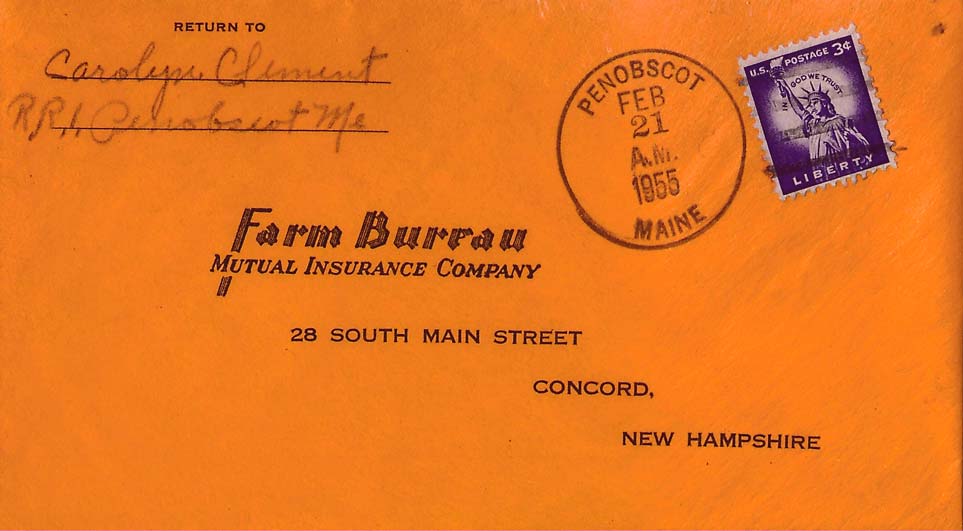 RETURN TO
Carolyn Clement
R.R.1. Penobscot Me
PENOBSCOT
FEB
21
A.M.
1955
MAINE
U.S. POSTAGE 3¢
IN GOD WE TRUST
LIBERTY
Farm Bureau
MUTUAL INSURANCE COMPANY
28 SOUTH MAIN STREET
CONCORD,
NEW HAMPSHIRE